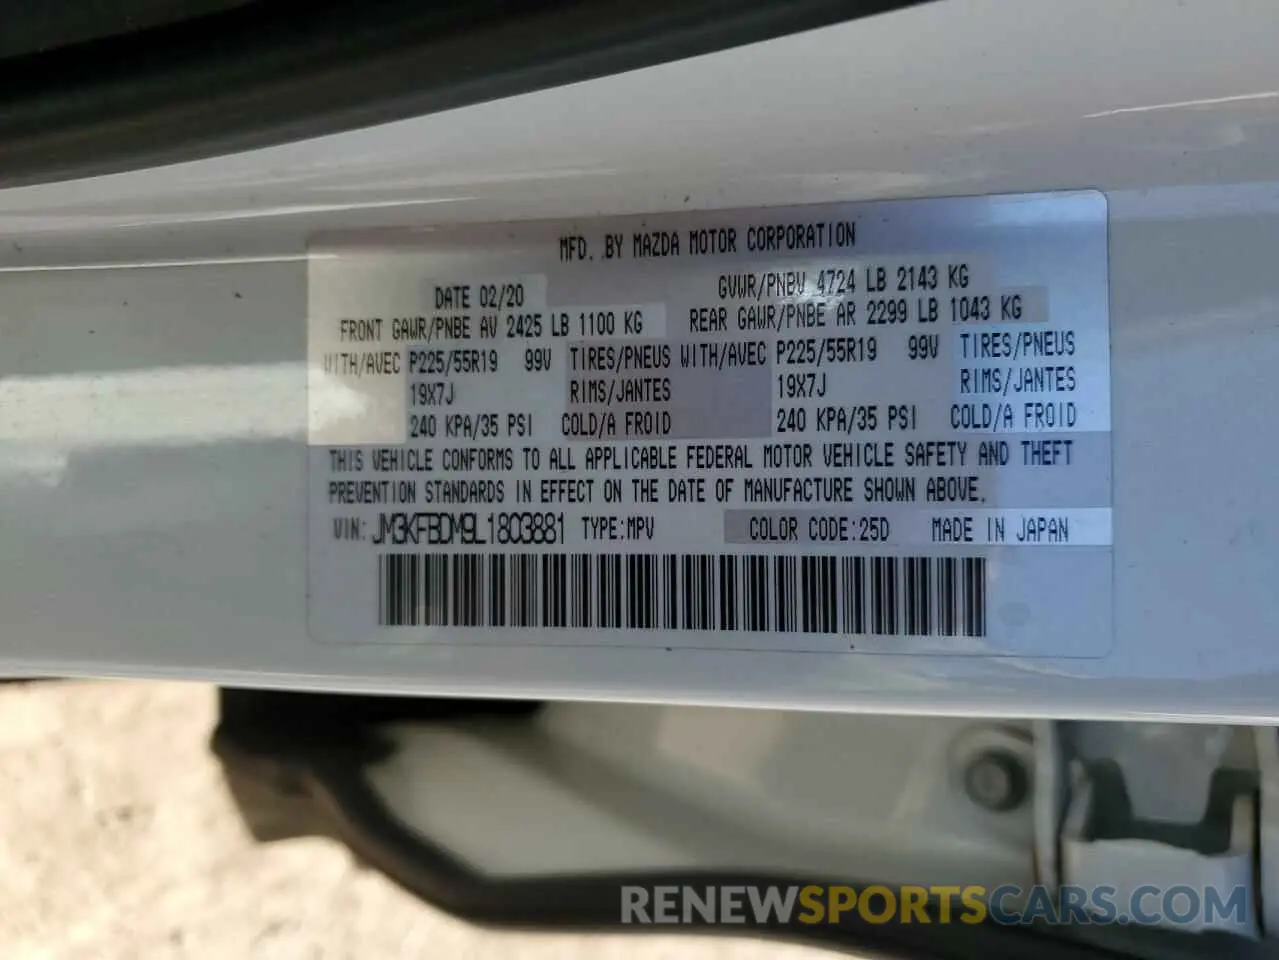 MFD. BY MAZDA MOTOR CORPORATION
DATE 02/20 GVWR/PNBV 4724 LB 2143 KG
FRONT GAWR/PNBE AV 2425 LB 1100 KG REAR GAWR/PNBE AR 2299 LB 1043 KG
WITH/AVEC P225/55R19 99V TIRES/PNEUS WITH/AVEC P225/55R19 99V TIRES/PNEUS
19X7J RIMS/JANTES 19X7J RIMS/JANTES
240 KPA/35 PSI COLD/A FROID 240 KPA/35 PSI COLD/A FROID
THIS VEHICLE CONFORMS TO ALL APPLICABLE FEDERAL MOTOR VEHICLE SAFETY AND THEFT
PREVENTION STANDARDS IN EFFECT ON THE DATE OF MANUFACTURE SHOWN ABOVE.
VIN: JM3KFBDM9L1803881 TYPE:MPV COLOR CODE:25D MADE IN JAPAN
RENEWSPORTSCARS.COM